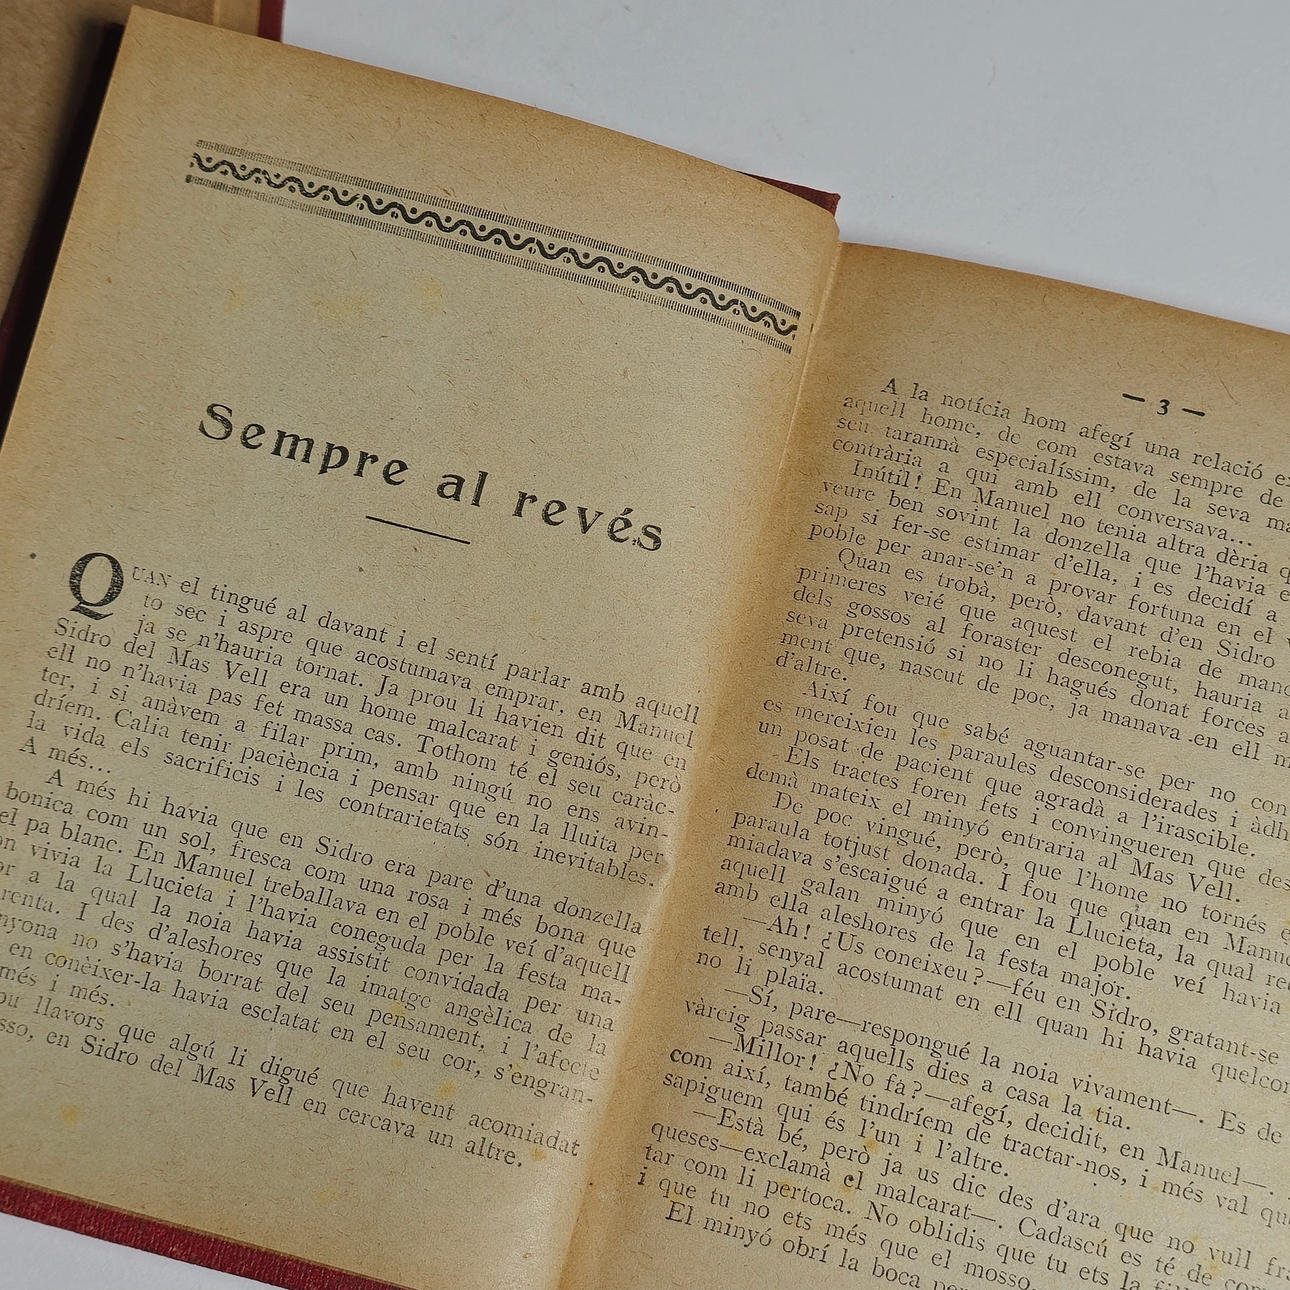 Sempre al revés
QUAN el tingué al davant i el sentí parlar amb aquell
to sec i aspre que acostumava emprar, en Manuel
ja se n'hauria tornat. Ja prou li havien dit que en
Sidro del Mas Vell era un home malcarat i geniós, però
ell no n'havia pas fet massa cas. Tothom té el seu caràc-
ter, i si anàvem a filar prim, amb ningú no ens avin-
dríem. Calia tenir paciència i pensar que en la lluita per
la vida els sacrificis i les contrarietats són inevitables.
A més...
A més hi havia que en Sidro era pare d'una donzella
bonica com un sol, fresca com una rosa i més bona que
el pa blanc. En Manuel treballava en el poble veí d'aquell
on vivia la Llucieta i l'havia coneguda per la festa ma-
or a la qual la noia havia assistit convidada per una
renta. I des d'aleshores que la imatge angèlica de la
nyona no s'havia borrat del seu pensament, i l'afecte
en conèixer-la havia esclatat en el seu cor, s'engran-
més i més.
ou llavors que algú li digué que havent acomiadat
sso, en Sidro del Mas Vell en cercava un altre.
— 3 —
A la notícia hom afegí una relació
aquell home, de com estava sempre de
seu tarannà especialíssim, de la seva
contrària a qui amb ell conversava...
Inútil! En Manuel no tenia altra dèria
veure ben sovint la donzella que l'havia
sap si fer-se estimar d'ella, i es decidí a
poble per anar-se'n a provar fortuna en el
Quan es trobà, però, davant d'en Sidro
primeres veié que aquest el rebia de
dels gossos al foraster desconegut, hauria
seva pretensió si no li hagués donat forces
ment que, nascut de poc, ja manava en ell
d'altre.
Així fou que sabé aguantar-se per no
es mereixien les paraules desconsiderades i
un posat de pacient que agradà a l'irascible.
Els tractes foren fets i convingueren que
demà mateix el minyó entraria al Mas Vell.
De poc vingué, però, que l'home no tornés
paraula totjust donada. I fou que quan en
miadava s'escaigué a entrar la Llucieta, la qual
aquell galan minyó que en el poble veí havia
amb ella aleshores de la festa major.
—Ah! ¿Us coneixeu?—féu en Sidro, gratant-se
tell, senyal acostumat en ell quan hi havia
no li plaïa.
—Sí, pare—respongué la noia vivament—. Es de
vàreig passar aquells dies a casa la tia.
—Millor! ¿No fa?—afegí, decidit, en Manuel—.
com així, també tindríem de tractar-nos, i més val
sapiguem qui és l'un i l'altre.
—Està bé, però ja us dic des d'ara que no vull
queses—exclamà el malcarat—. Cadascú es té de
tar com li pertoca. No oblidis que tu ets la
i que tu no ets més que el mosso.
El minyó obrí la boca